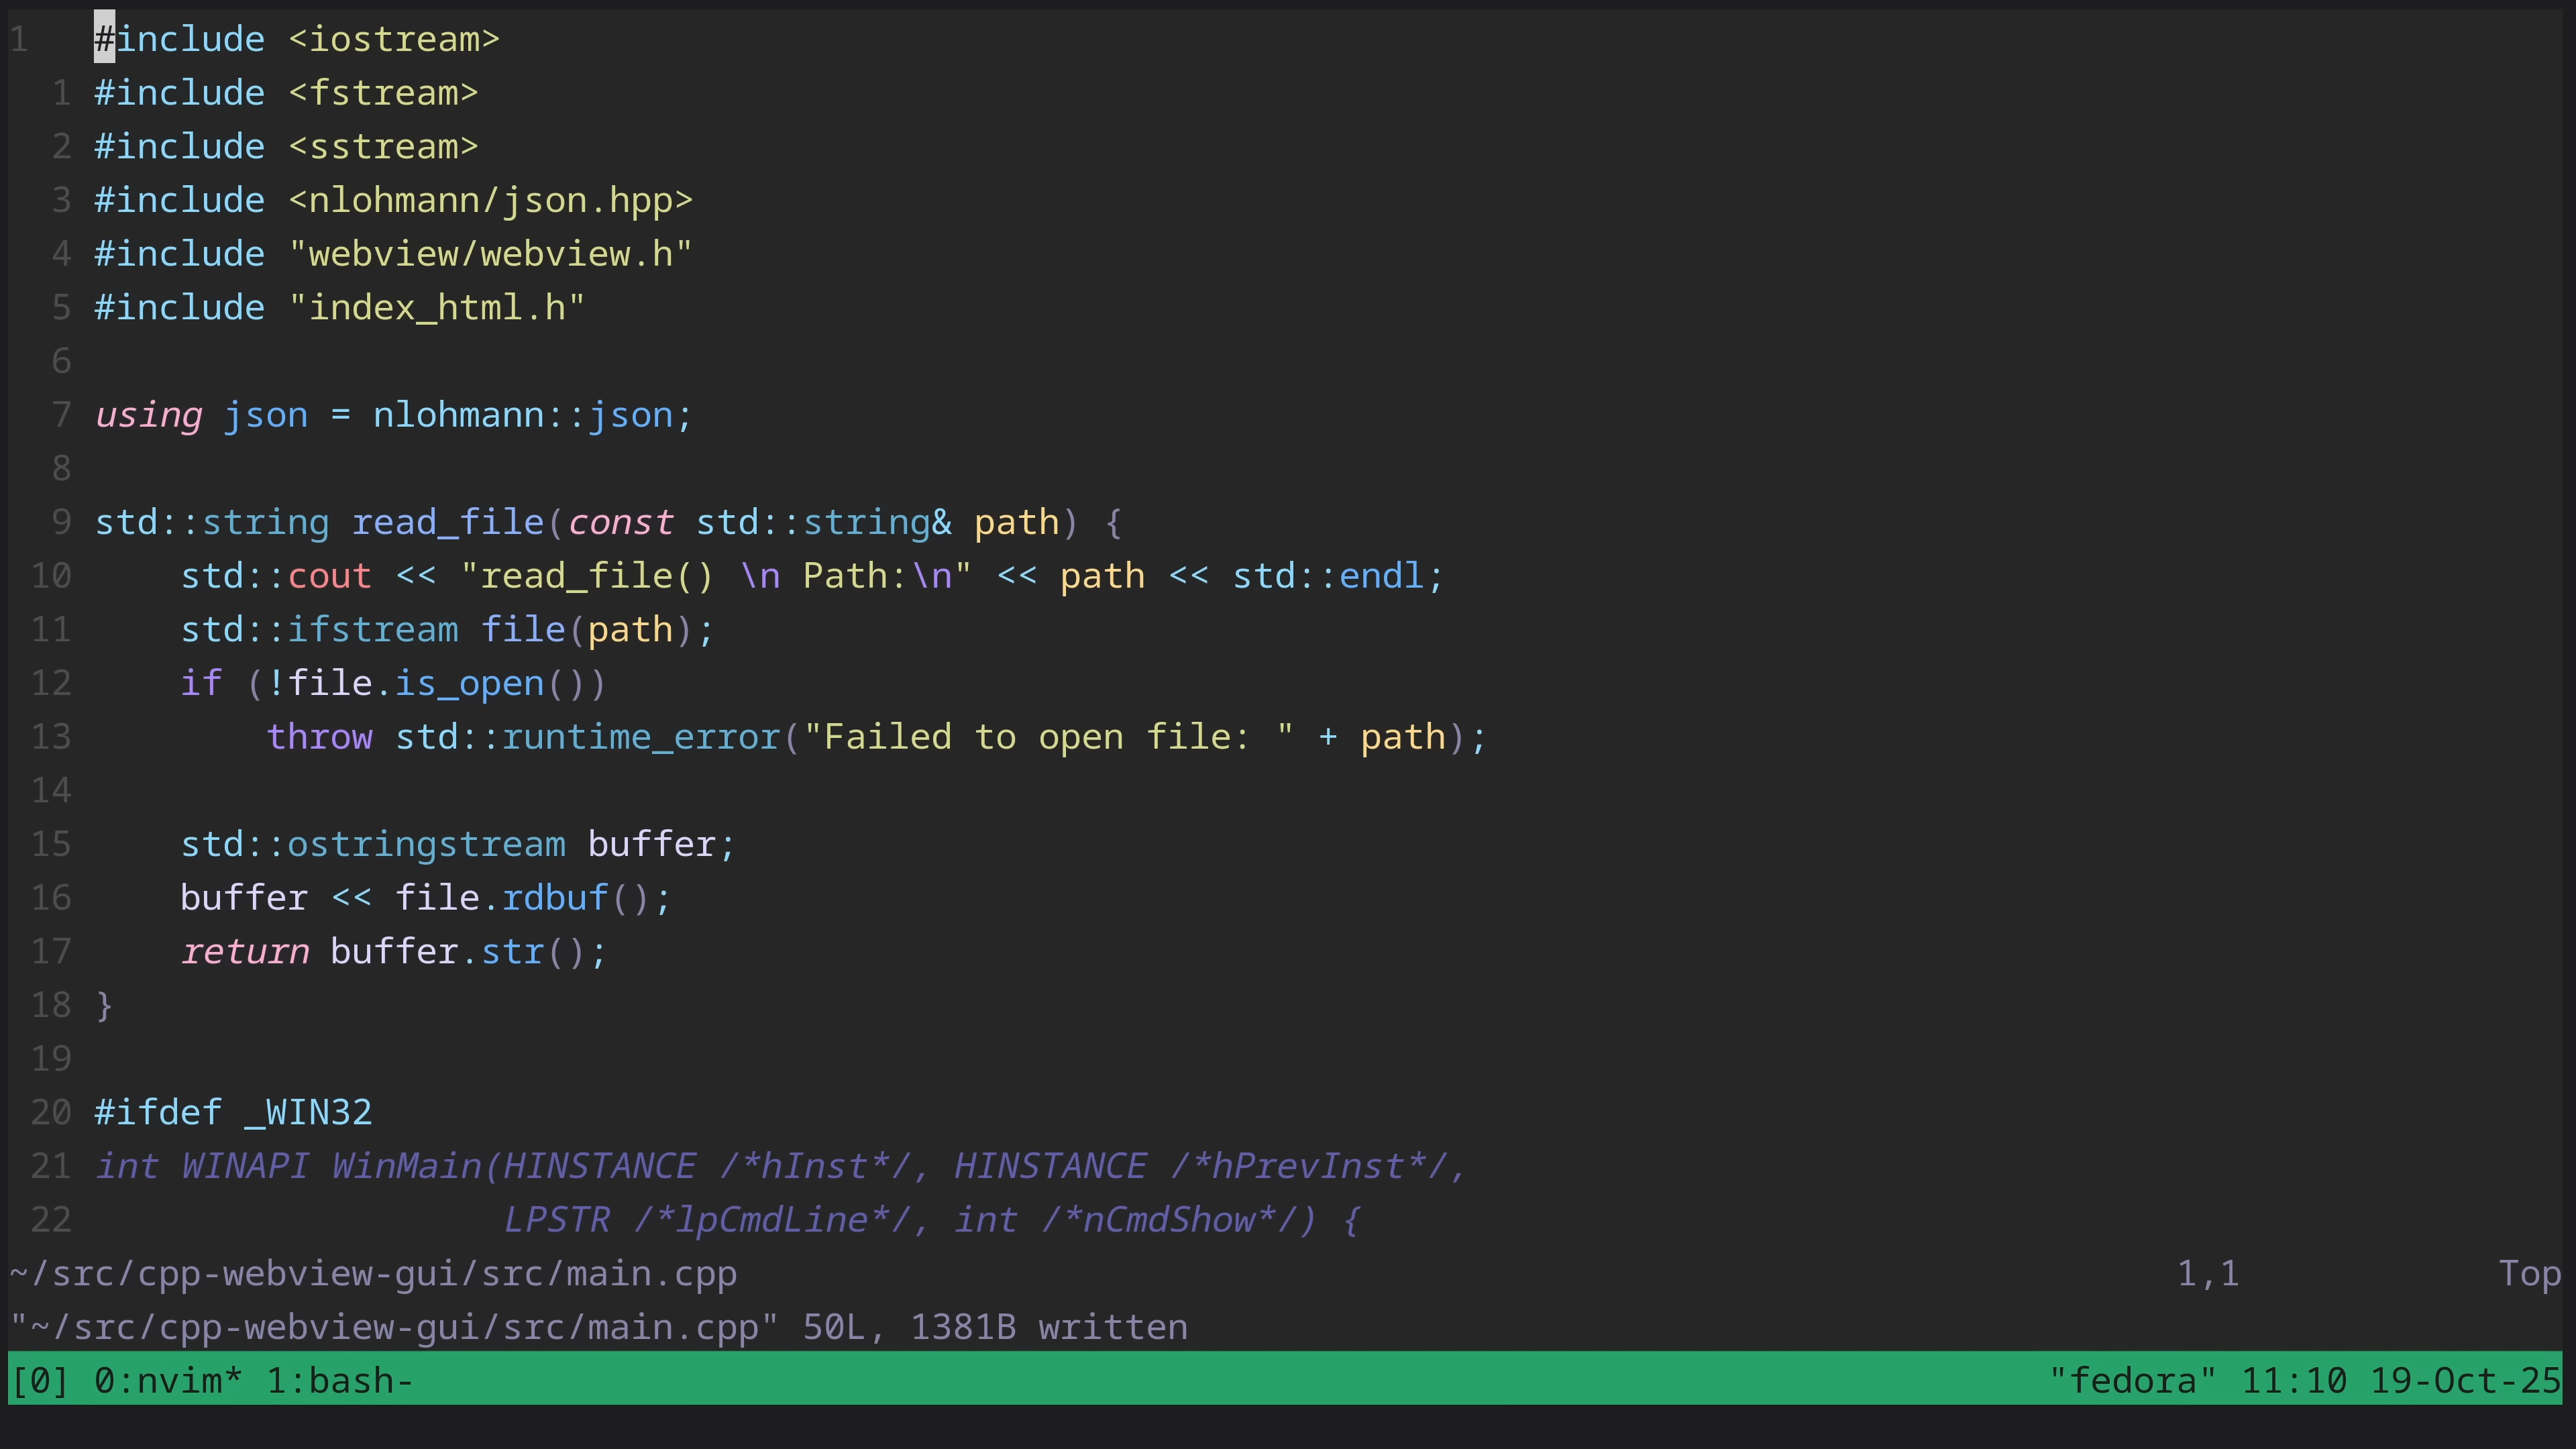 1   #include <iostream>
  1 #include <fstream>
  2 #include <sstream>
  3 #include <nlohmann/json.hpp>
  4 #include "webview/webview.h"
  5 #include "index_html.h"
  6
  7 using json = nlohmann::json;
  8
  9 std::string read_file(const std::string& path) {
 10     std::cout << "read_file() \n Path:\n" << path << std::endl;
 11     std::ifstream file(path);
 12     if (!file.is_open())
 13         throw std::runtime_error("Failed to open file: " + path);
 14
 15     std::ostringstream buffer;
 16     buffer << file.rdbuf();
 17     return buffer.str();
 18 }
 19
 20 #ifdef _WIN32
 21 int WINAPI WinMain(HINSTANCE /*hInst*/, HINSTANCE /*hPrevInst*/,
 22                    LPSTR /*lpCmdLine*/, int /*nCmdShow*/) {
~/src/cpp-webview-gui/src/main.cpp 1,1 Top
"~/src/cpp-webview-gui/src/main.cpp" 50L, 1381B written
[0] 0:nvim* 1:bash- "fedora" 11:10 19-Oct-25